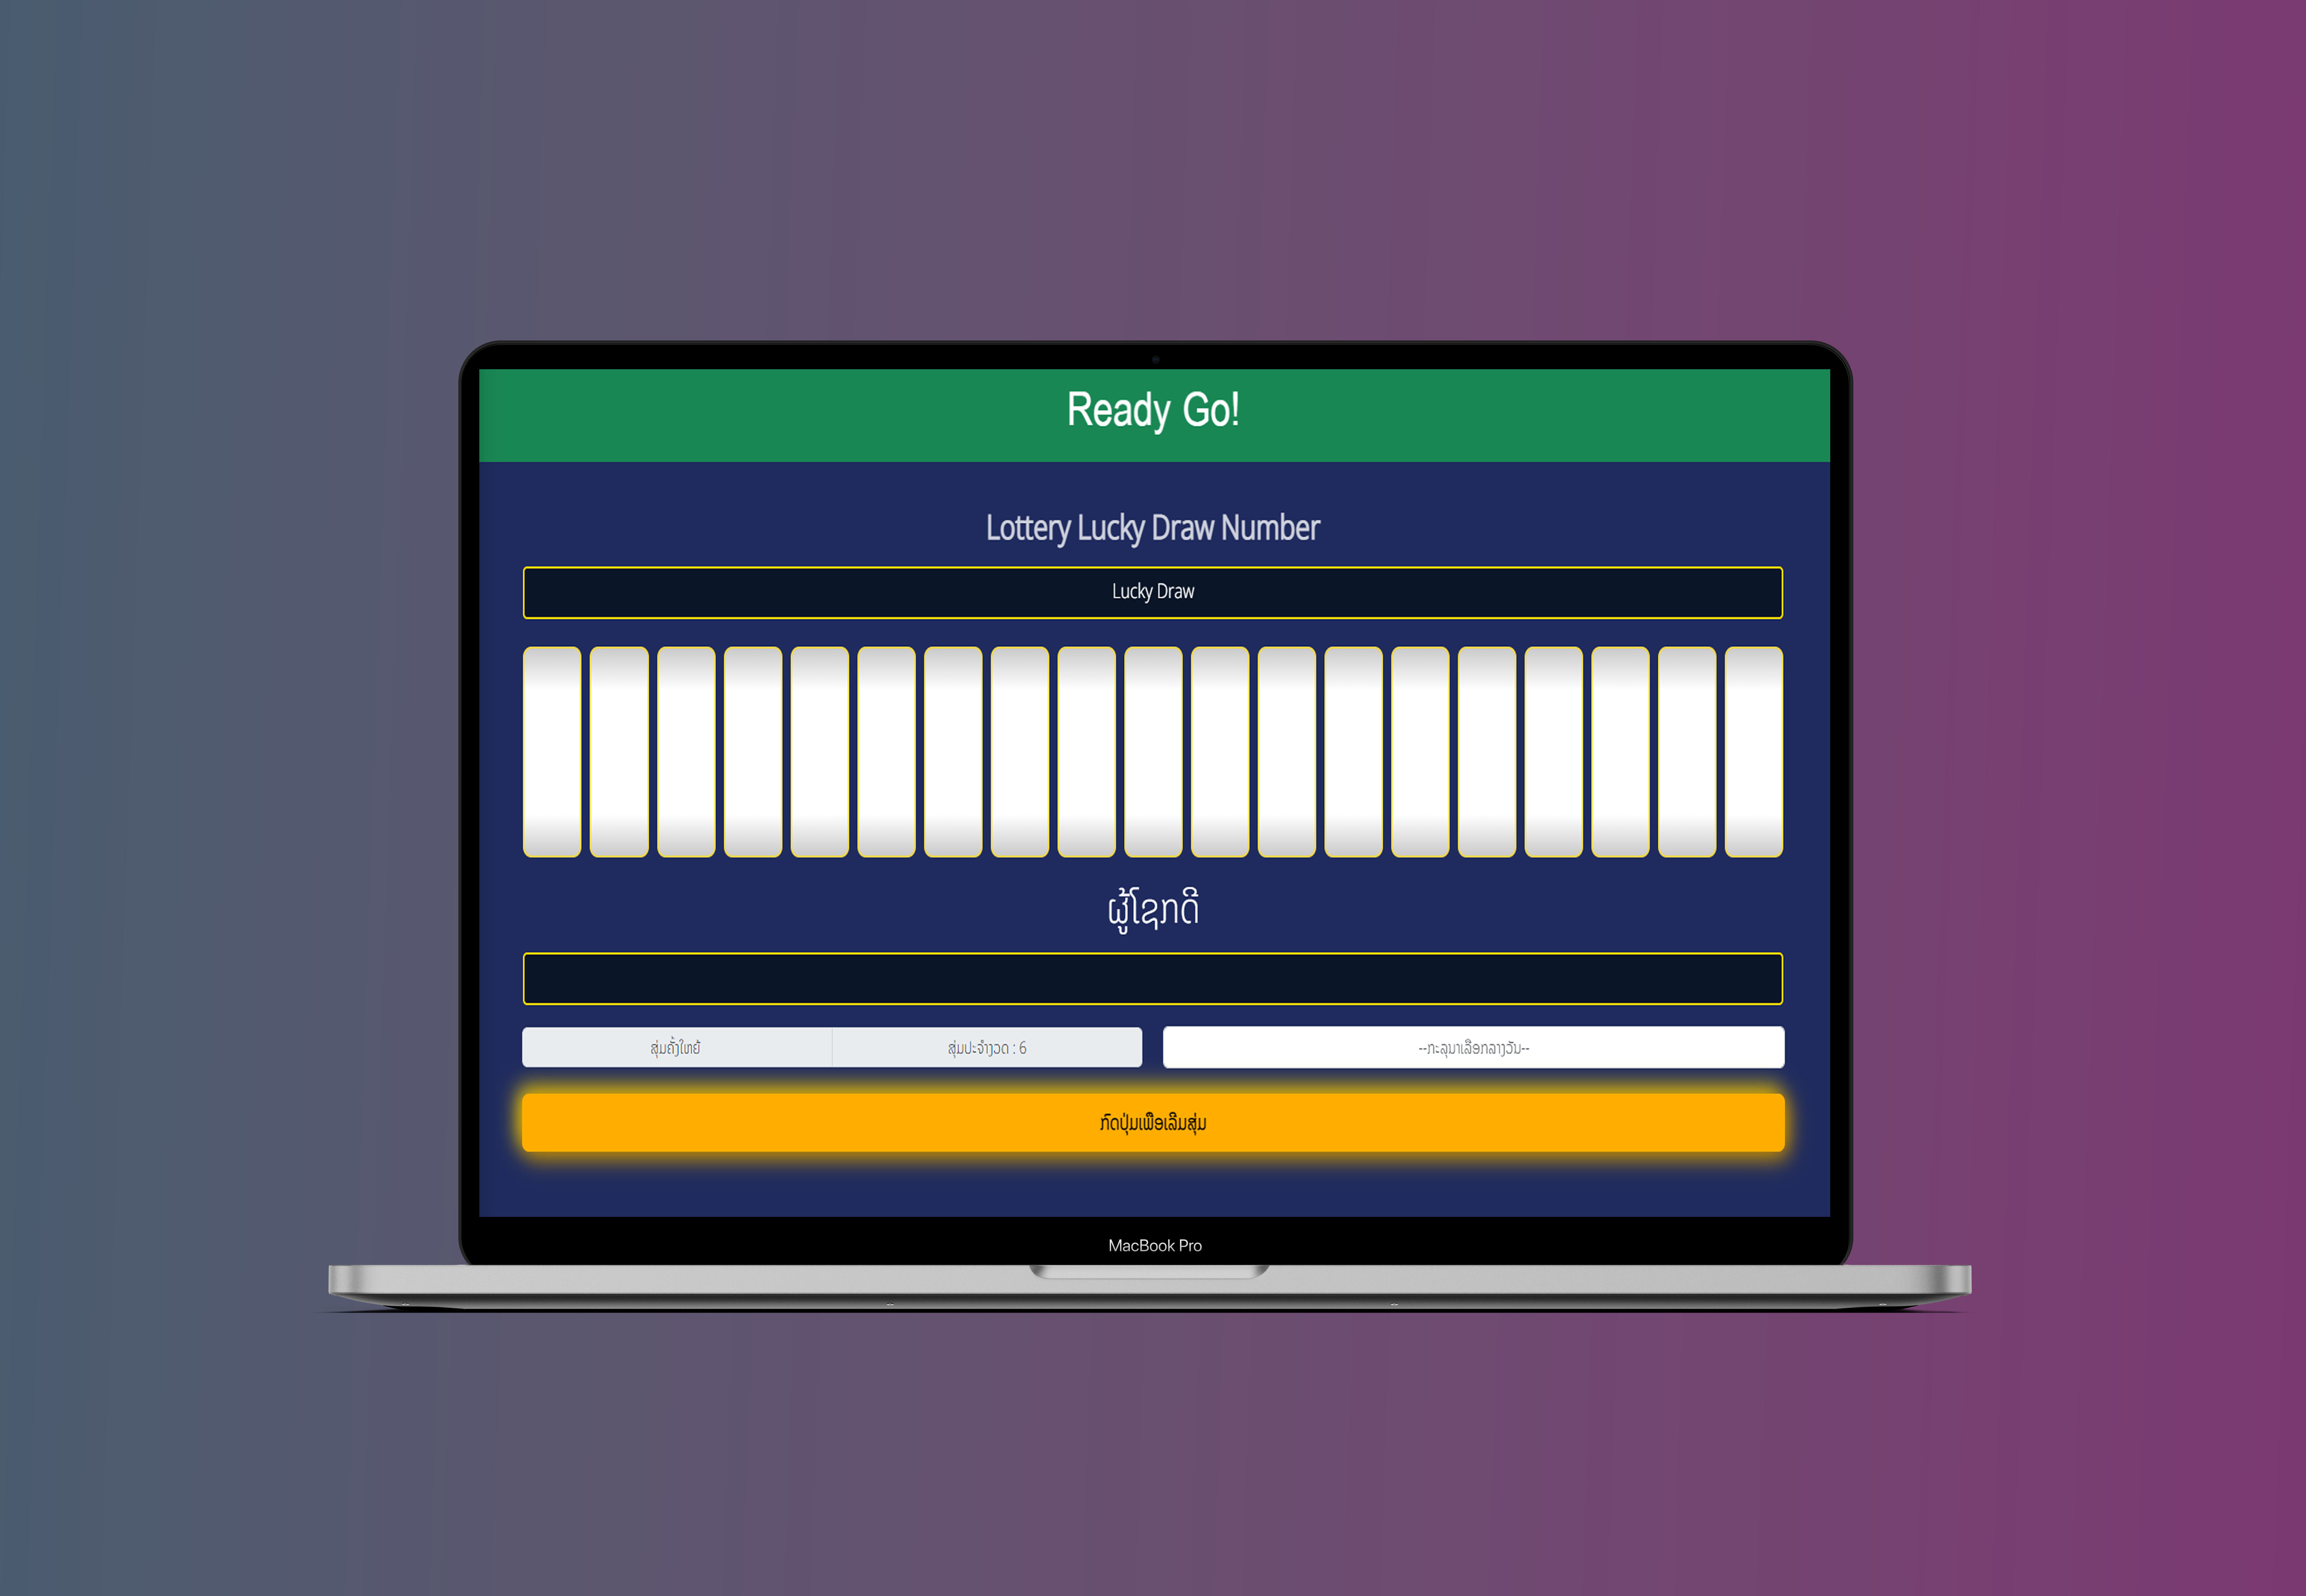 Ready Go!
Lottery Lucky Draw Number
Lucky Draw
ຜູ້ໂຊກດີ
ສຸ່ມຄັ້ງໃຫຍ່ ສຸ່ມປະຈຳງວດ : 6 --ກະລຸນາເລືອກລາງວັນ--
ກົດປຸ່ມເພື່ອເລີ່ມສຸ່ມ
MacBook Pro